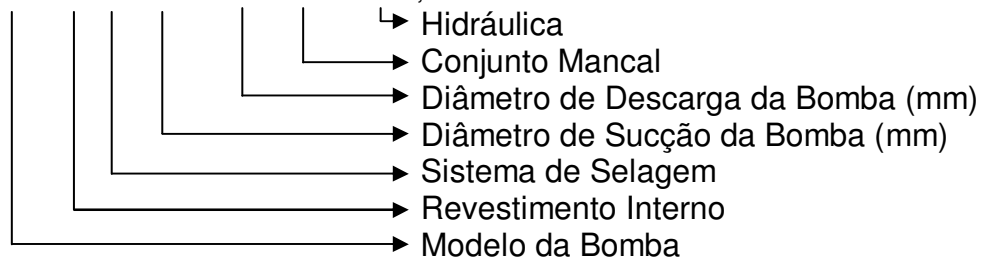 Hidráulica
Conjunto Mancal
Diâmetro de Descarga da Bomba (mm)
Diâmetro de Sucção da Bomba (mm)
Sistema de Selagem
Revestimento Interno
Modelo da Bomba